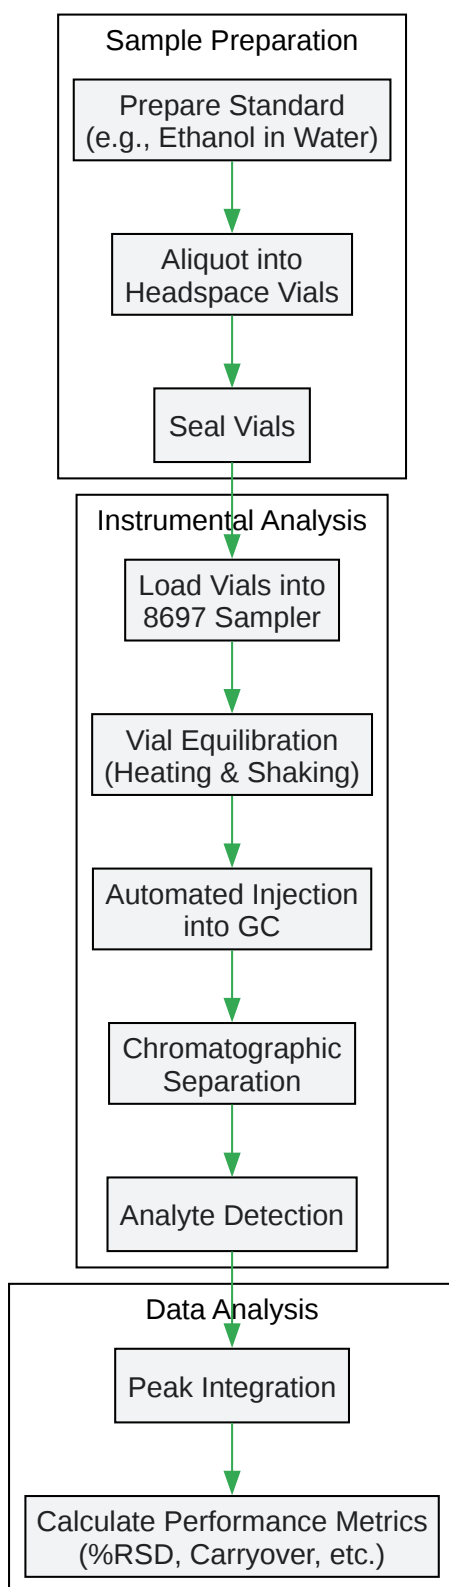 Sample Preparation
Prepare Standard
(e.g., Ethanol in Water)
Aliquot into
Headspace Vials
Seal Vials
Instrumental Analysis
Load Vials into
8697 Sampler
Vial Equilibration
(Heating & Shaking)
Automated Injection
into GC
Chromatographic
Separation
Analyte Detection
Data Analysis
Peak Integration
Calculate Performance Metrics
(%RSD, Carryover, etc.)